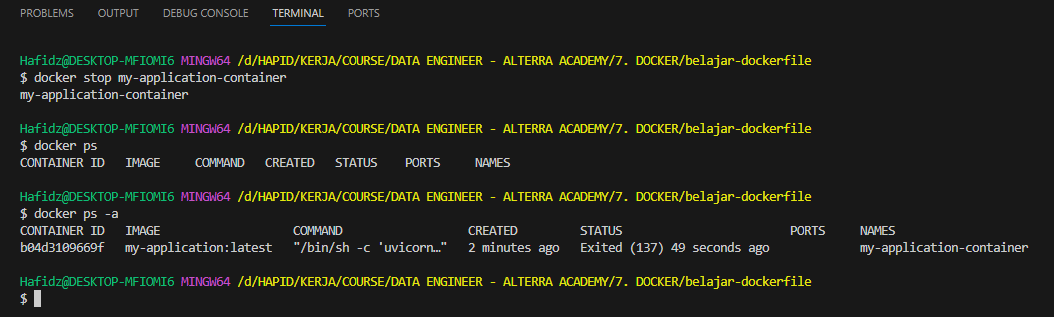 PROBLEMS OUTPUT DEBUG CONSOLE TERMINAL PORTS
Hafidz@DESKTOP-MFIOMI6 MINGW64 /d/HAPID/KERJA/COURSE/DATA ENGINEER - ALTERRA ACADEMY/7. DOCKER/belajar-dockerfile
$ docker stop my-application-container
my-application-container
Hafidz@DESKTOP-MFIOMI6 MINGW64 /d/HAPID/KERJA/COURSE/DATA ENGINEER - ALTERRA ACADEMY/7. DOCKER/belajar-dockerfile
$ docker ps
CONTAINER ID IMAGE COMMAND CREATED STATUS PORTS NAMES
Hafidz@DESKTOP-MFIOMI6 MINGW64 /d/HAPID/KERJA/COURSE/DATA ENGINEER - ALTERRA ACADEMY/7. DOCKER/belajar-dockerfile
$ docker ps -a
CONTAINER ID IMAGE COMMAND CREATED STATUS PORTS NAMES
b04d3109669f my-application:latest "/bin/sh -c 'uvicorn…" 2 minutes ago Exited (137) 49 seconds ago my-application-container
Hafidz@DESKTOP-MFIOMI6 MINGW64 /d/HAPID/KERJA/COURSE/DATA ENGINEER - ALTERRA ACADEMY/7. DOCKER/belajar-dockerfile
$